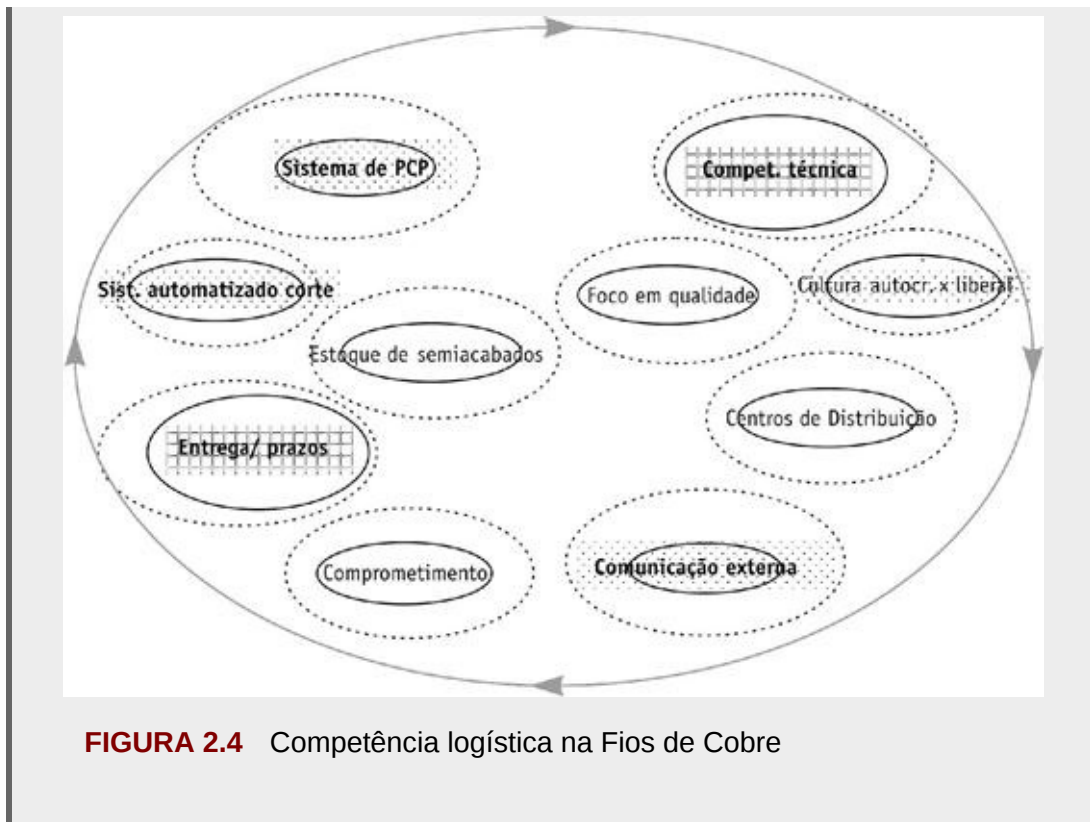 Sistema de PCP
Compet. técnica
Sist. automatizado corte
Foco em qualidade
Cultura autocr. x liberal
Estoque de semiacabados
Centros de Distribuição
Entrega/ prazos
Comprometimento
Comunicação externa
FIGURA 2.4 Competência logística na Fios de Cobre